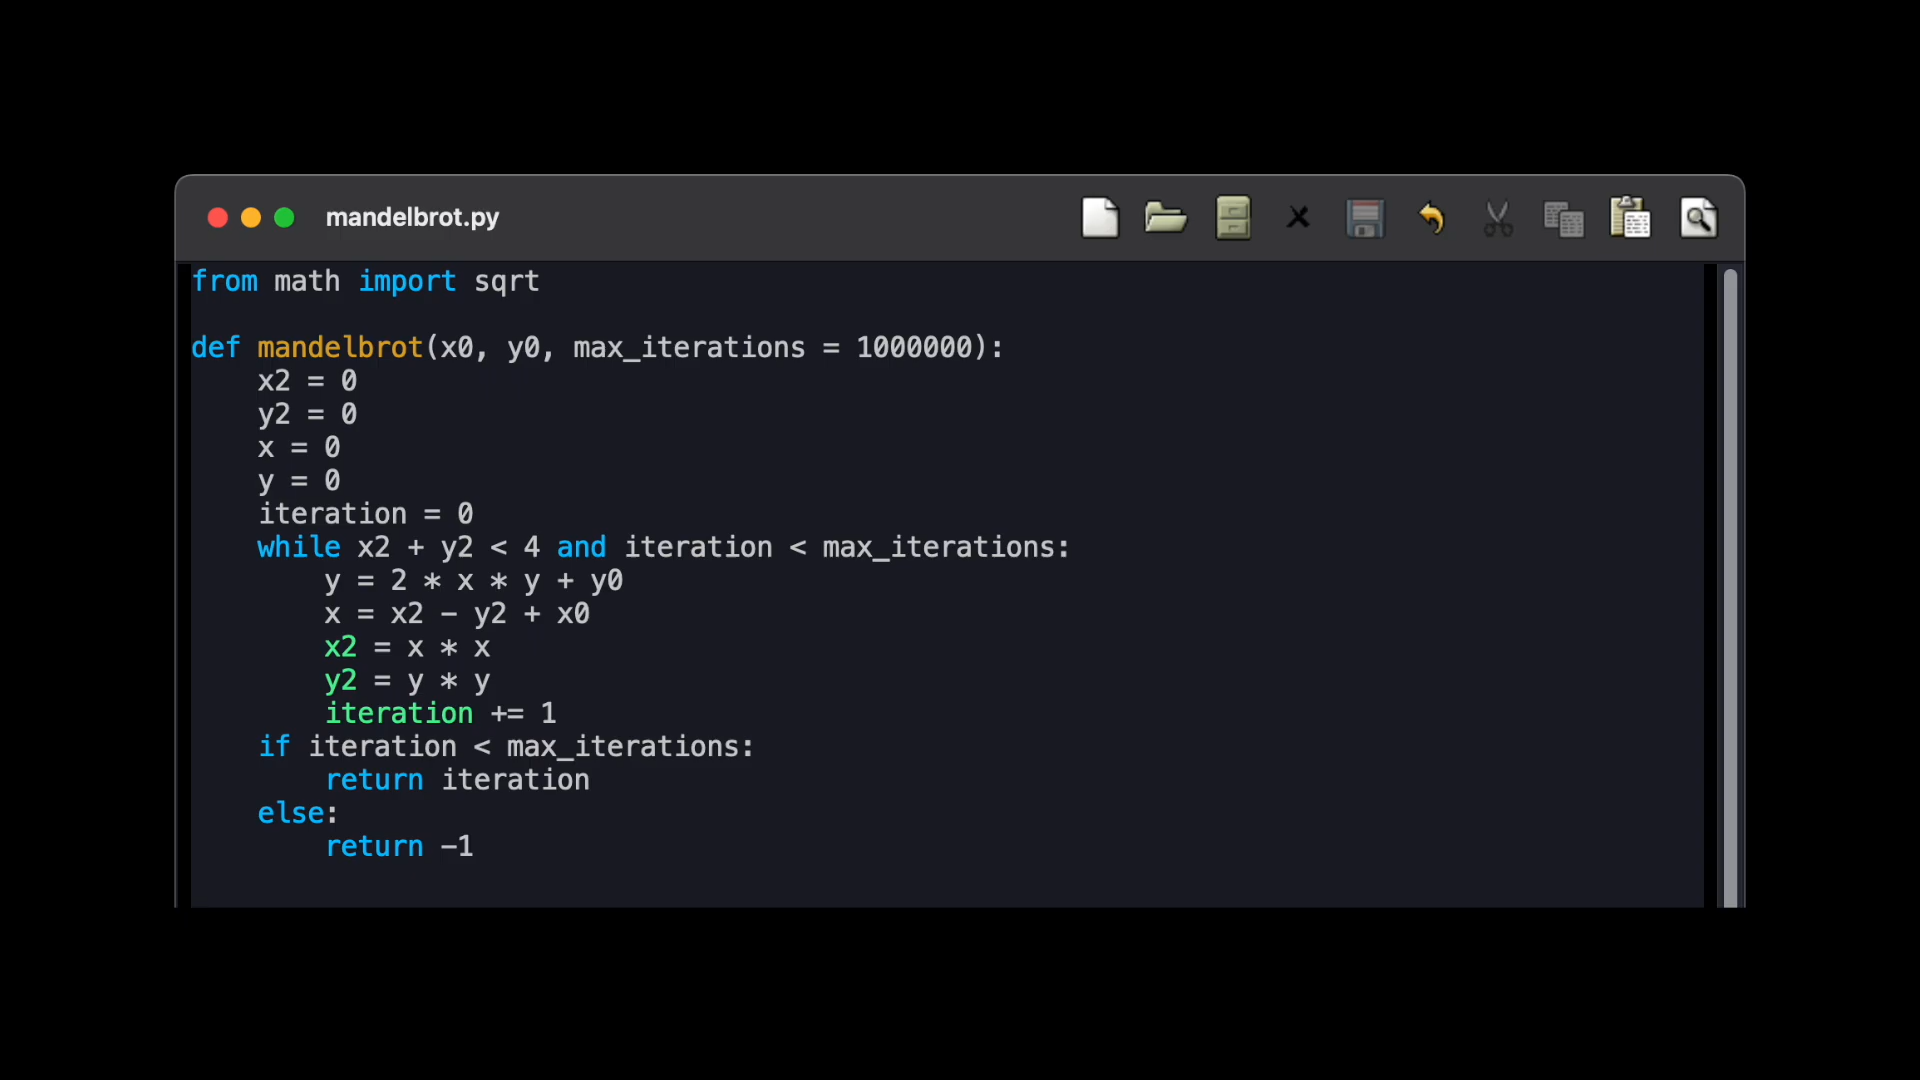 mandelbrot.py
from math import sqrt
def mandelbrot(x0, y0, max_iterations = 1000000):
    x2 = 0
    y2 = 0
    x = 0
    y = 0
    iteration = 0
    while x2 + y2 < 4 and iteration < max_iterations:
        y = 2 * x * y + y0
        x = x2 - y2 + x0
        x2 = x * x
        y2 = y * y
        iteration += 1
    if iteration < max_iterations:
        return iteration
    else:
        return -1